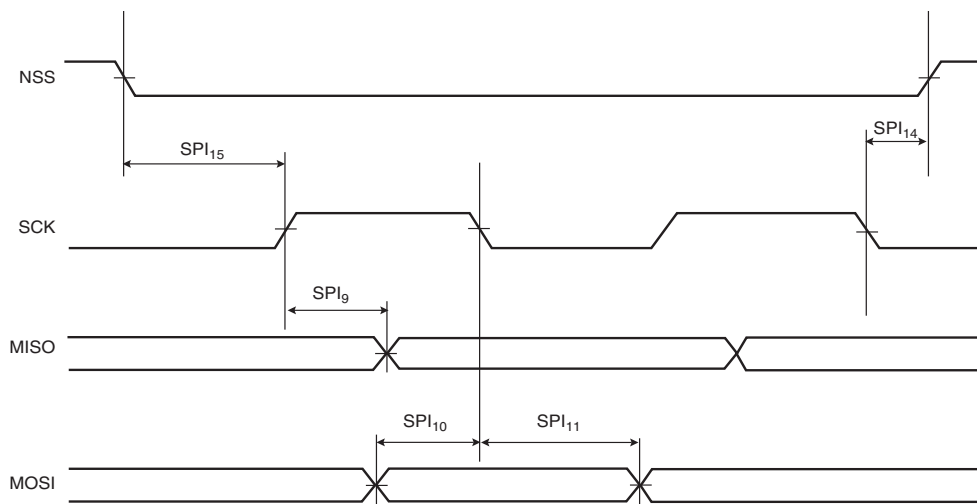 NSS
SPI₁₅
SPI₁₄
SCK
SPI₉
MISO
SPI₁₀
SPI₁₁
MOSI